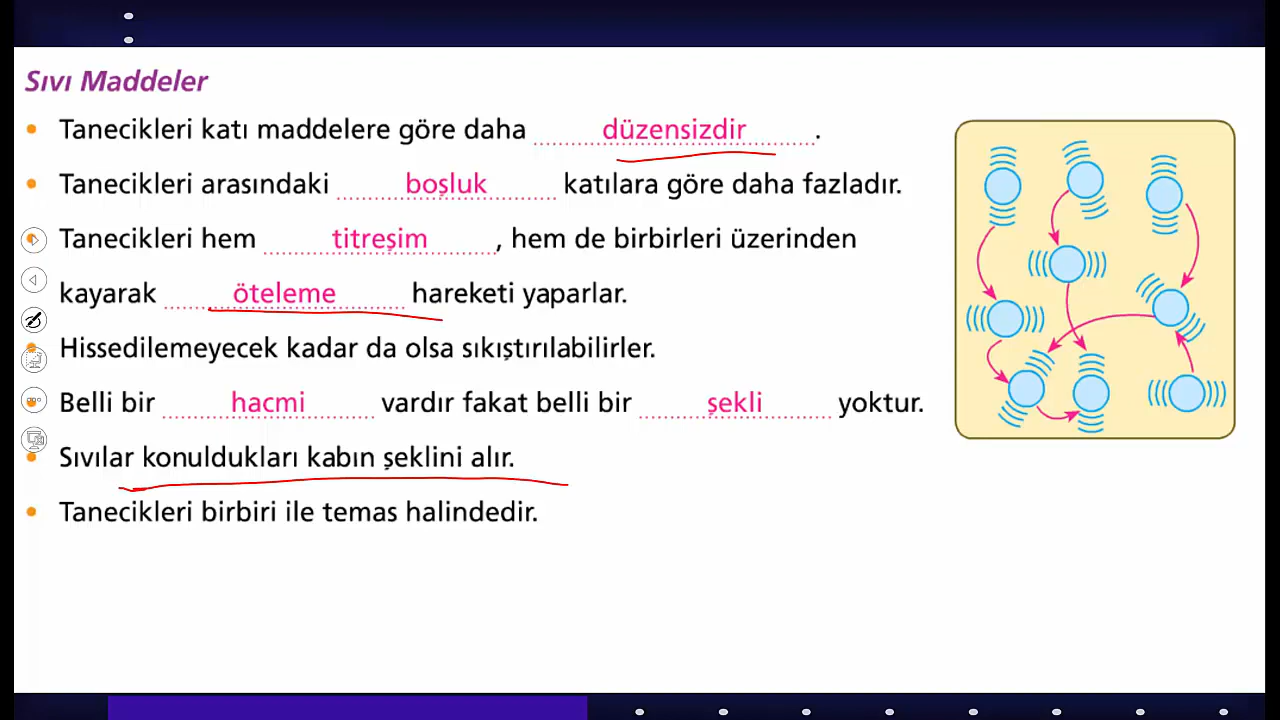 Sıvı Maddeler
• Tanecikleri katı maddelere göre daha düzensizdir.
• Tanecikleri arasındaki boşluk katılara göre daha fazladır.
Tanecikleri hem titreşim, hem de birbirleri üzerinden
kayarak öteleme hareketi yaparlar.
• Hissedilemeyecek kadar da olsa sıkıştırılabilirler.
• Belli bir hacmi vardır fakat belli bir şekli yoktur.
• Sıvılar konuldukları kabın şeklini alır.
• Tanecikleri birbiri ile temas halindedir.